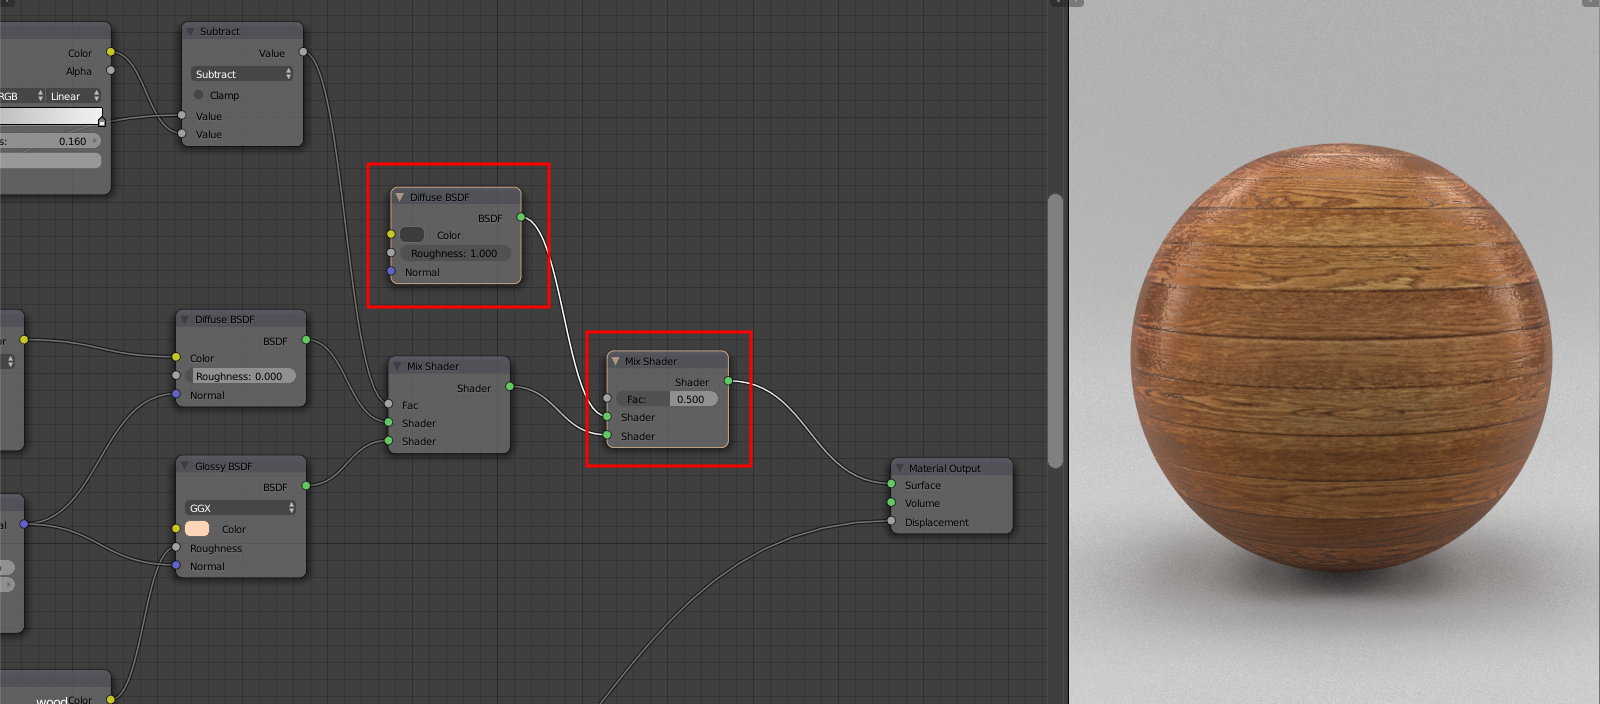 Color
Alpha
RGB
Linear
s:
0.160
Subtract
Value
Subtract
Clamp
Value
Value
Diffuse BSDF
BSDF
Color
Roughness: 1.000
Normal
Diffuse BSDF
BSDF
Color
Roughness: 0.000
Normal
Mix Shader
Shader
Fac
Shader
Shader
Mix Shader
Shader
Fac:
0.500
Shader
Shader
Glossy BSDF
BSDF
GGX
Color
Roughness
Normal
Material Output
Surface
Volume
Displacement
al
wood
Color